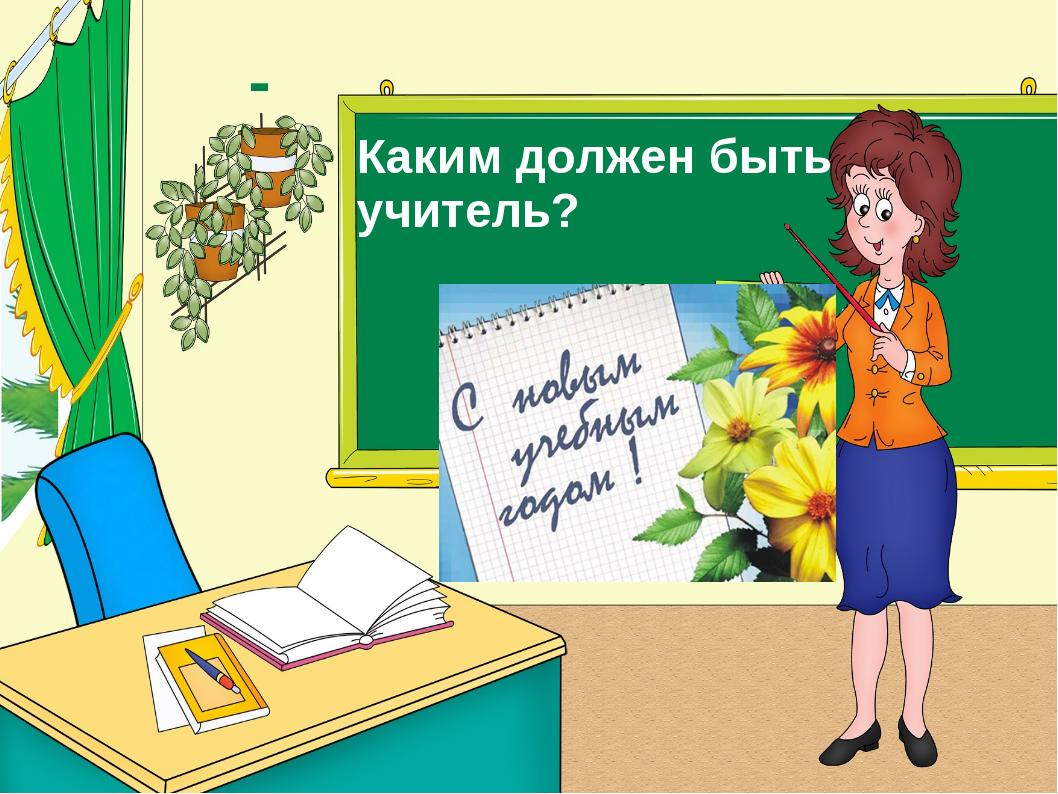 -
Каким должен быть
учитель?
С новым
учебным
годом !